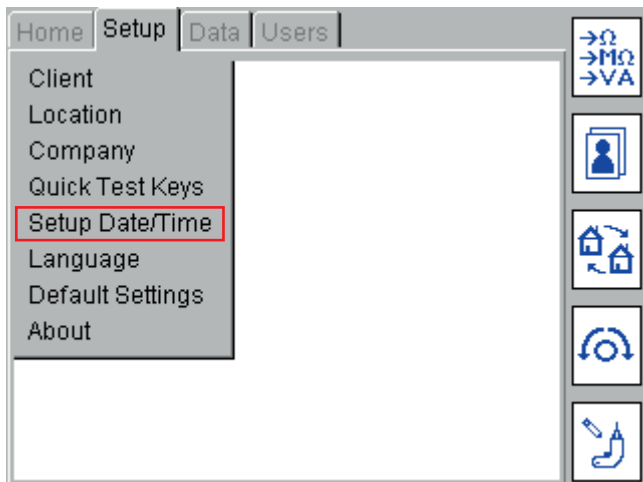 Home Setup Data Users
→Ω
→MΩ
→VA
Client
Location
Company
Quick Test Keys
Setup Date/Time
Language
Default Settings
About